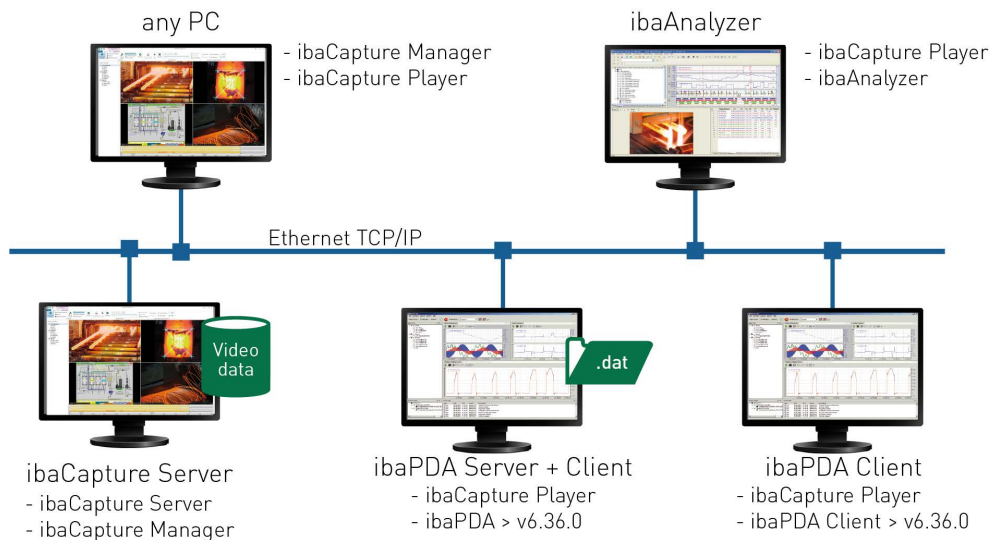 any PC
- ibaCapture Manager
- ibaCapture Player
ibaAnalyzer
- ibaCapture Player
- ibaAnalyzer
Ethernet TCP/IP
Video
data
.dat
ibaCapture Server
- ibaCapture Server
- ibaCapture Manager
ibaPDA Server + Client
- ibaCapture Player
- ibaPDA > v6.36.0
ibaPDA Client
- ibaCapture Player
- ibaPDA Client > v6.36.0